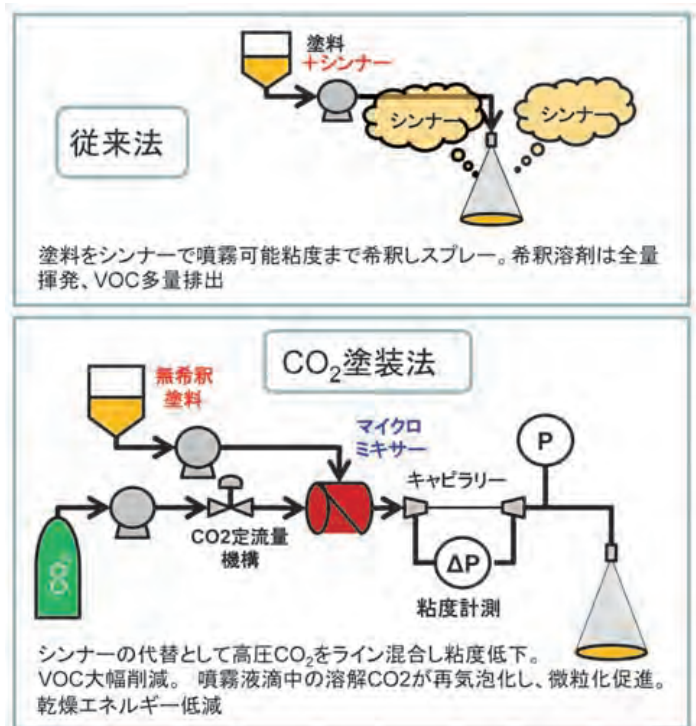 塗料
＋シンナー
シンナー
シンナー
従来法
塗料をシンナーで噴霧可能粘度まで希釈しスプレー。希釈溶剤は全量
揮発、VOC多量排出
CO₂塗装法
無希釈
塗料
マイクロ
ミキサー
P
キャピラリー
CO2定流量
機構
ΔP
粘度計測
シンナーの代替として高圧CO₂をライン混合し粘度低下。
VOC大幅削減。 噴霧液滴中の溶解CO2が再気泡化し、微粒化促進。
乾燥エネルギー低減